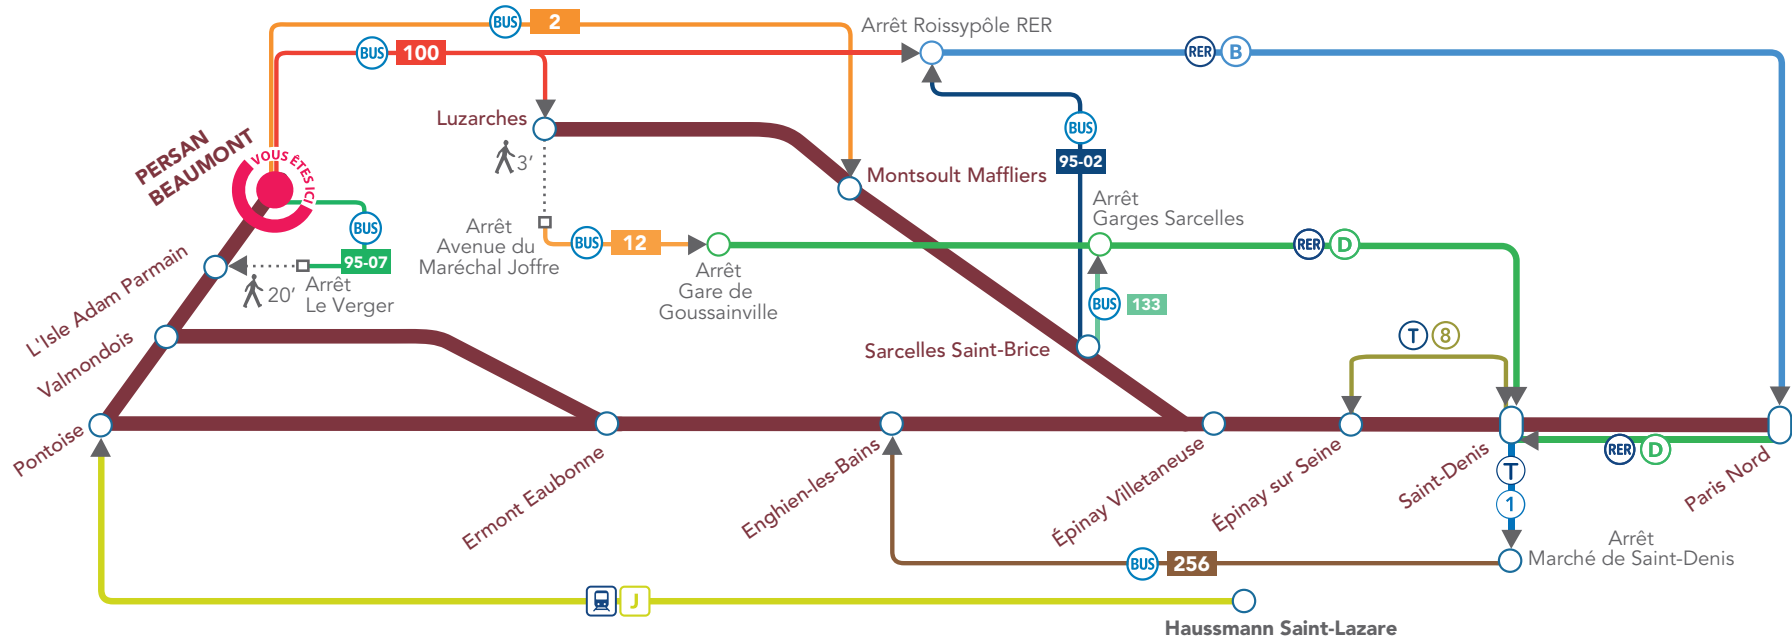 BUS 2
Arrêt Roissypôle RER
BUS 100
RER B
Luzarches
BUS
95-02
PERSAN
BEAUMONT
VOUS ÊTES ICI
3'
Montsoult Maffliers
Arrêt
Garges Sarcelles
BUS
95-07
Arrêt
Avenue du
Maréchal Joffre
BUS 12
RER D
L'Isle Adam Parmain
20'
Arrêt
Le Verger
Arrêt
Gare de
Goussainville
BUS 133
Valmondois
Sarcelles Saint-Brice
T 8
Pontoise
Ermont Eaubonne
Enghien-les-Bains
Épinay Villetaneuse
Épinay sur Seine
Saint-Denis
RER D
Paris Nord
T
1
Arrêt
Marché de Saint-Denis
BUS 256
J
Haussmann Saint-Lazare